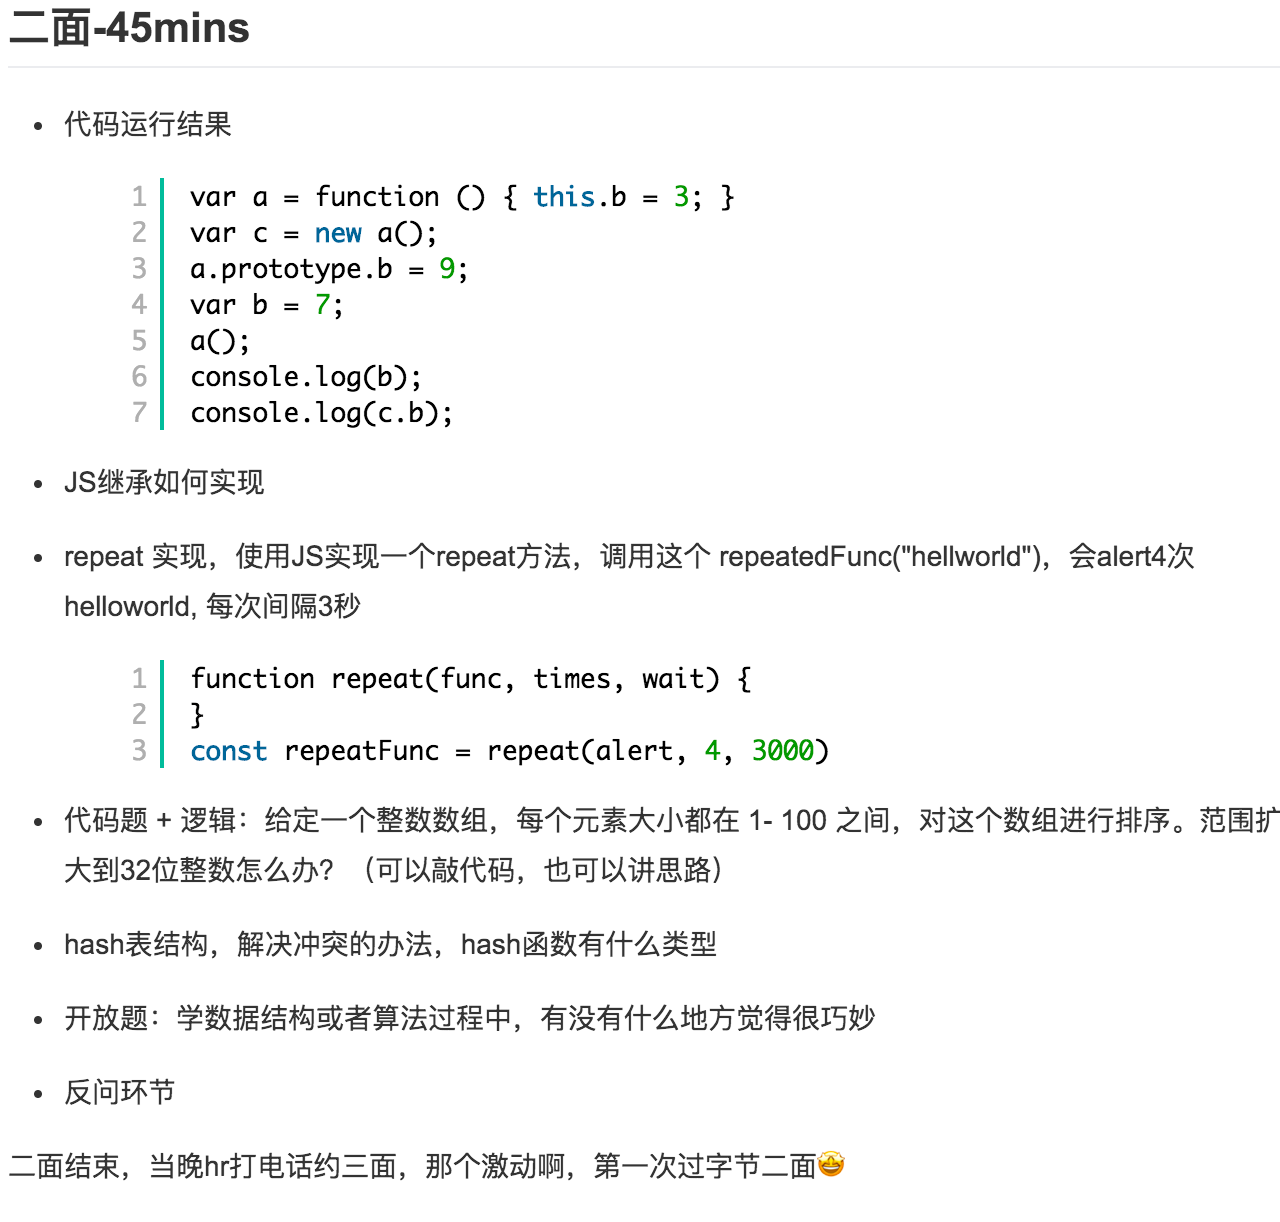 二面-45mins
代码运行结果
1 var a = function () { this.b = 3; }
2 var c = new a();
3 a.prototype.b = 9;
4 var b = 7;
5 a();
6 console.log(b);
7 console.log(c.b);
JS继承如何实现
repeat 实现，使用JS实现一个repeat方法，调用这个 repeatedFunc("hellworld")，会alert4次
helloworld, 每次间隔3秒
1 function repeat(func, times, wait) {
2 }
3 const repeatFunc = repeat(alert, 4, 3000)
代码题 + 逻辑：给定一个整数数组，每个元素大小都在 1- 100 之间，对这个数组进行排序。范围扩
大到32位整数怎么办？（可以敲代码，也可以讲思路）
hash表结构，解决冲突的办法，hash函数有什么类型
开放题：学数据结构或者算法过程中，有没有什么地方觉得很巧妙
反问环节
二面结束，当晚hr打电话约三面，那个激动啊，第一次过字节二面🤩